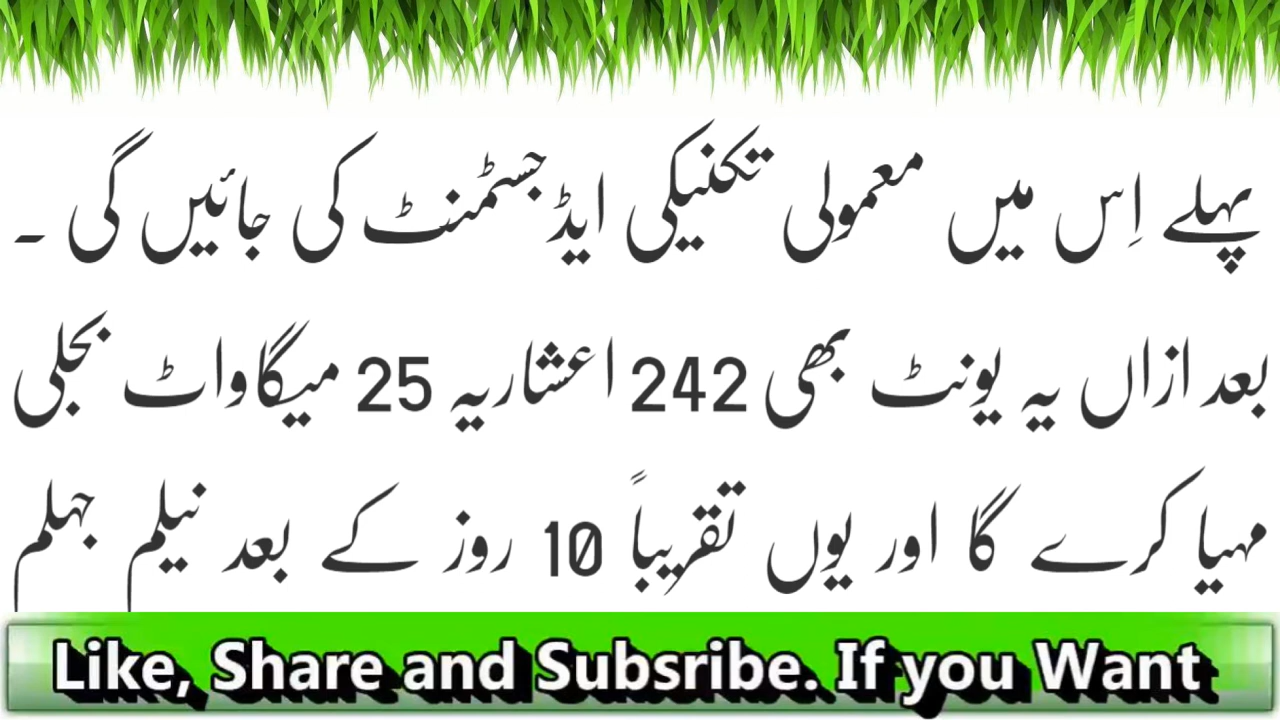 پہلے اِس میں معمولی تکنیکی ایڈجسٹمنٹ کی جائیں گی ۔
بعد ازاں یہ یونٹ بھی 242 اعشاریہ 25 میگاواٹ بجلی
مہیا کرے گا اور یوں تقریباً 10 روز کے بعد نیلم جہلم
Like, Share and Subsribe. If you Want